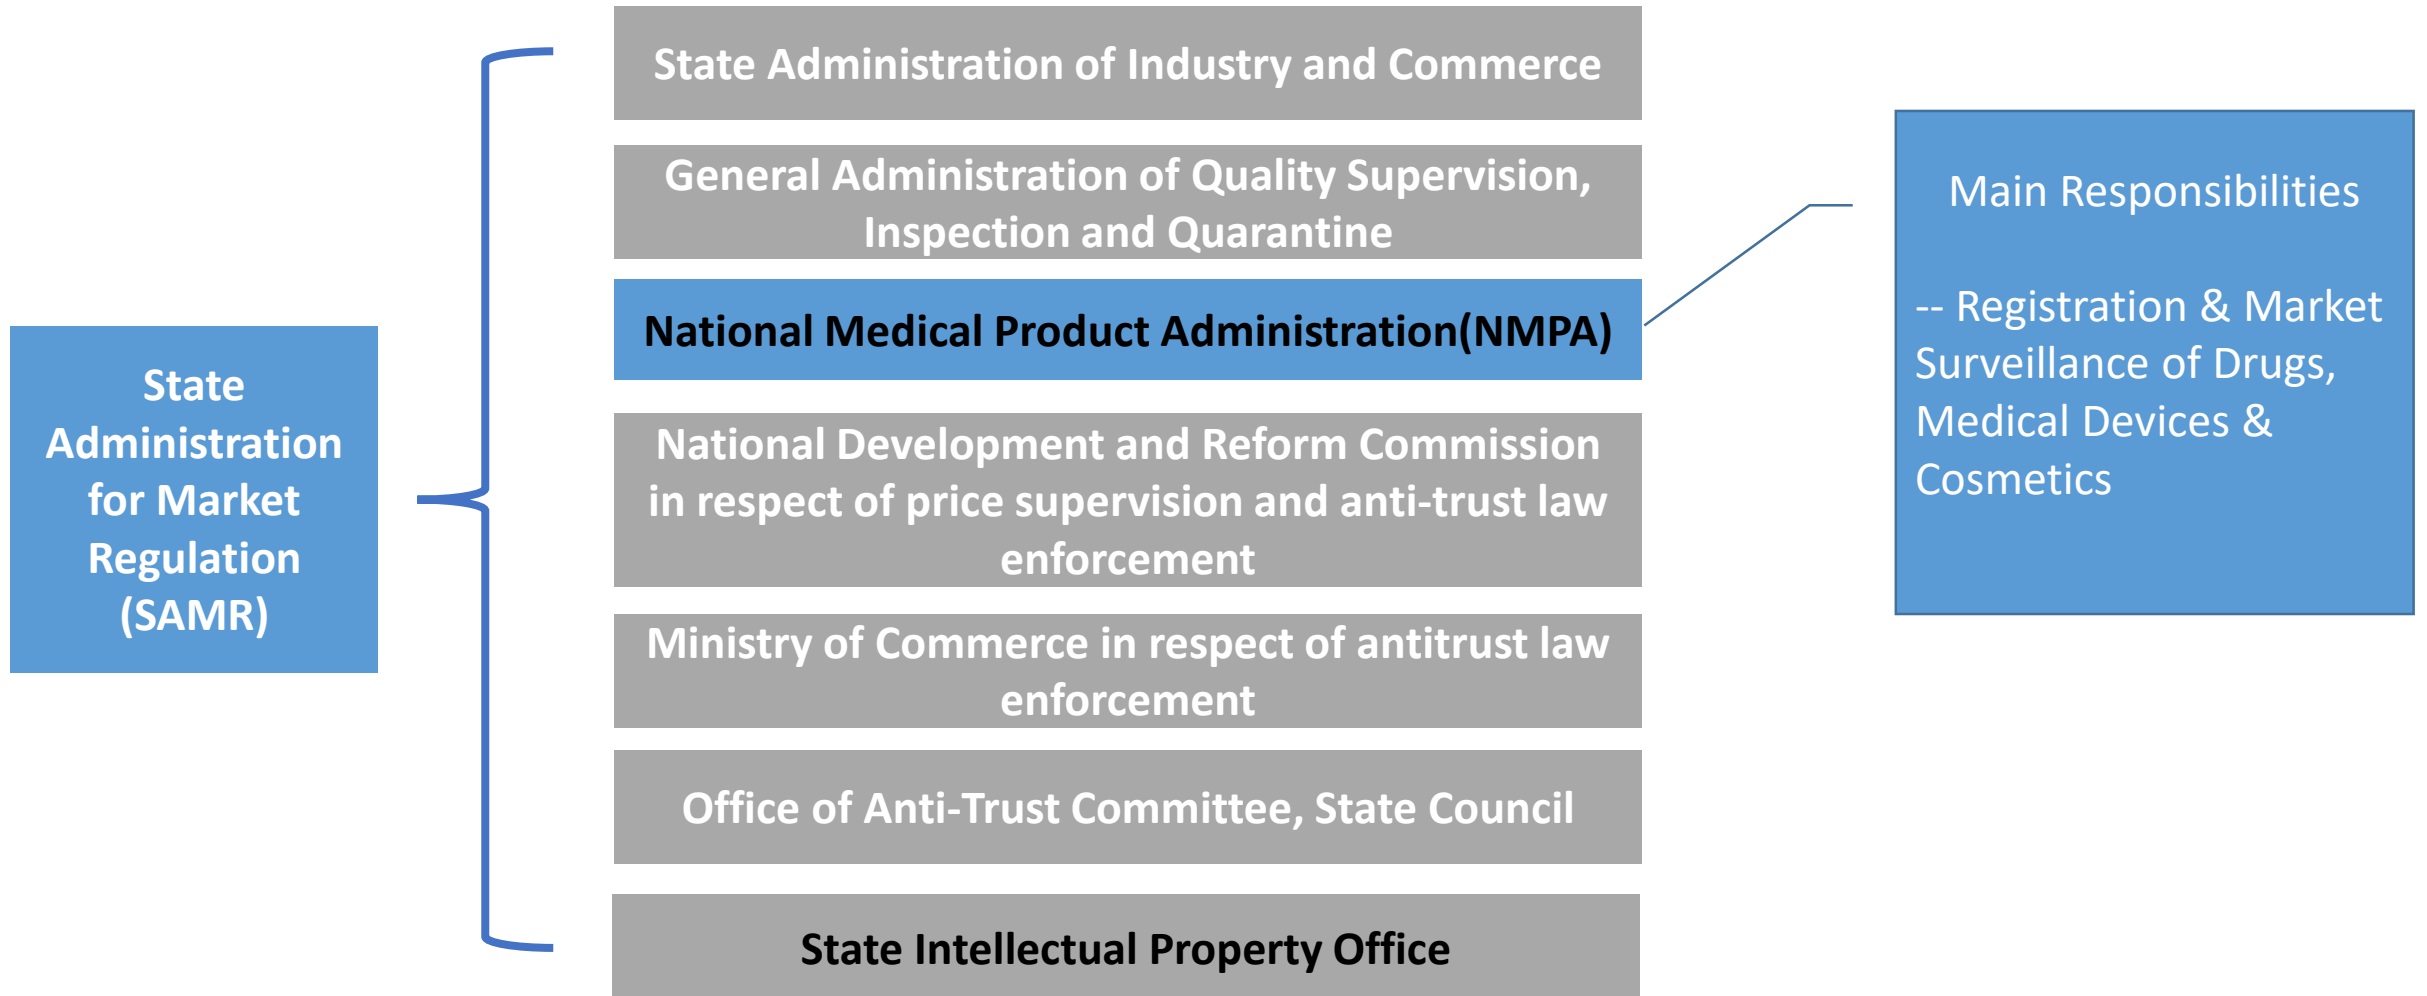 State
Administration
for Market
Regulation
(SAMR)
State Administration of Industry and Commerce
General Administration of Quality Supervision,
Inspection and Quarantine
National Medical Product Administration(NMPA)
National Development and Reform Commission
in respect of price supervision and anti-trust law
enforcement
Ministry of Commerce in respect of antitrust law
enforcement
Office of Anti-Trust Committee, State Council
State Intellectual Property Office
Main Responsibilities
-- Registration & Market
Surveillance of Drugs,
Medical Devices &
Cosmetics